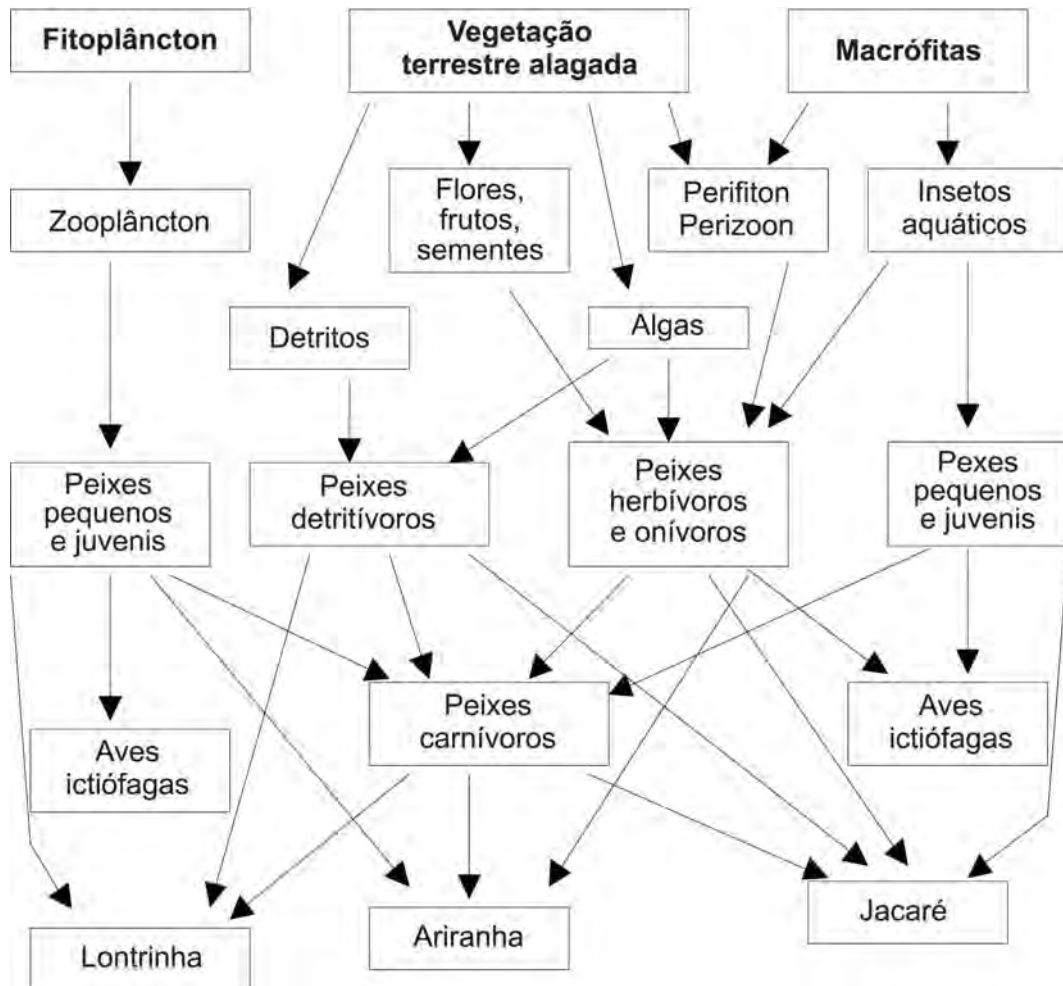 Fitoplâncton
Vegetação
terrestre alagada
Macrófitas
Zooplâncton
Flores,
frutos,
sementes
Perifiton
Perizoon
Insetos
aquáticos
Detritos
Algas
Peixes
pequenos
e juvenis
Peixes
detritívoros
Peixes
herbívoros
e onívoros
Pexes
pequenos
e juvenis
Aves
ictiófagas
Peixes
carnívoros
Aves
ictiófagas
Lontrinha
Ariranha
Jacaré